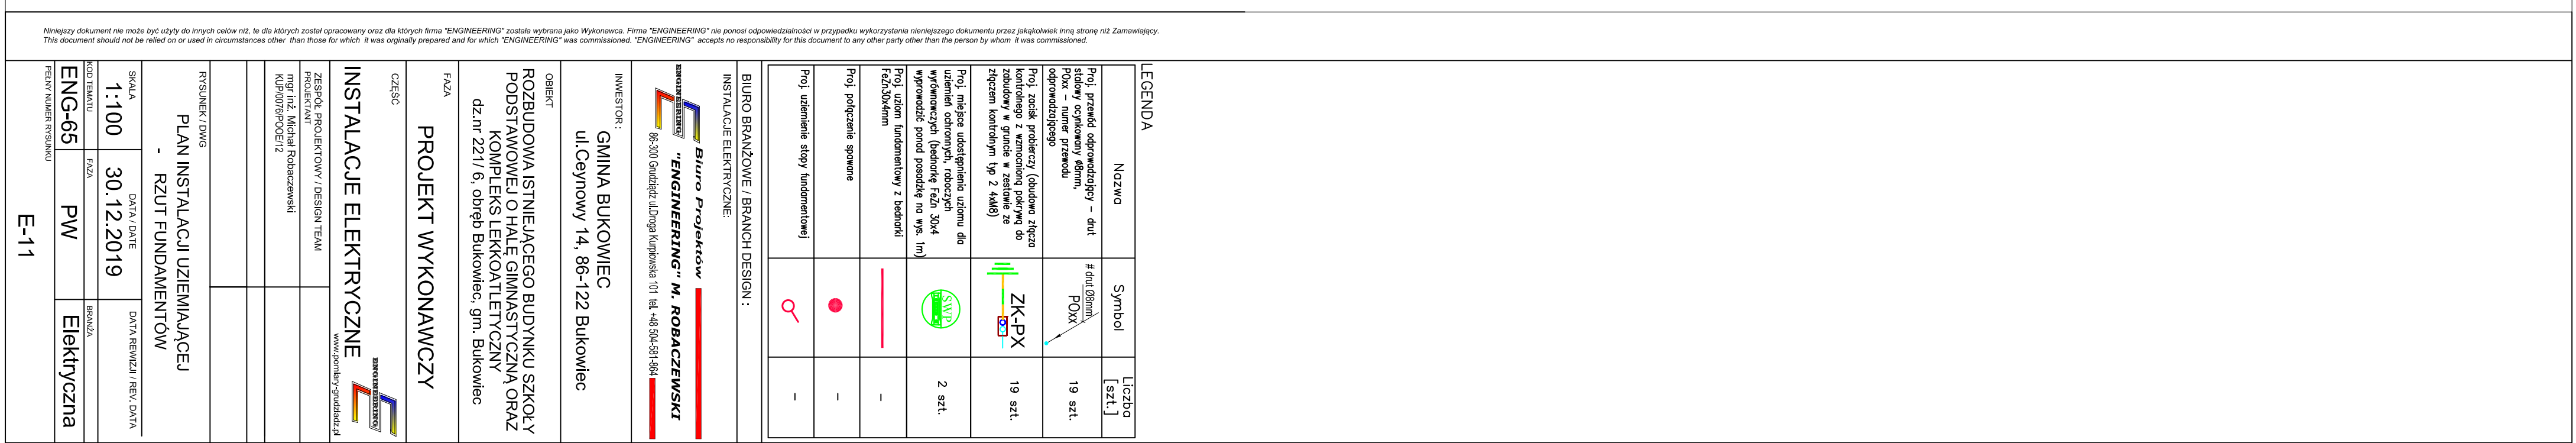 Niniejszy dokument nie może być użyty do innych celów niż, te dla których został opracowany oraz dla których firma "ENGINEERING" została wybrana jako Wykonawca. Firma "ENGINEERING" nie ponosi odpowiedzialności w przypadku wykorzystania nieniejszego dokumentu przez jakąkolwiek inną stronę niż Zamawiający.
This document should not be relied on or used in circumstances other than those for which it was orginally prepared and for which "ENGINEERING" was commissioned. "ENGINEERING" accepts no responsibility for this document to any other party other than the person by whom it was commissioned.
LEGENDA
Nazwa
Symbol
Liczba
[szt.]
Proj. przewód odprowadzający – drut
stalowy ocynkowany Ø8mm,
POxx – numer przewodu
odprowadzającego
# drut Ø8mm
POxx
19 szt.
Proj. zacisk probierczy (obudowa złącza
kontrolnego z wzmocnioną pokrywą do
zabudowy w gruncie w zestawie ze
złączem kontrolnym typ 2 4xM8)
ZK-PX
19 szt.
Proj. miejsce udostępnienia uziomu dla
uziemień ochronnych, roboczych
wyrównawczych (bednarkę FeZn 30x4
wyprowadzić ponad posadzkę na wys. 1m)
SWP
2 szt.
Proj. uziom fundamentowy z bednarki
FeZn30x4mm
–
Proj. połączenie spawane
–
Proj. uziemienie stopy fundamentowej
–
BIURO BRANŻOWE / BRANCH DESIGN :
INSTALACJE ELEKTRYCZNE:
Biuro Projektów
"ENGINEERING" M. ROBACZEWSKI
ENGINEERING
86-300 Grudziądz ul.Droga Kurpiowska 101 tel. +48 504-581-864
INWESTOR :
GMINA BUKOWIEC
ul.Ceynowy 14, 86-122 Bukowiec
OBIEKT
ROZBUDOWA ISTNIEJĄCEGO BUDYNKU SZKOŁY
PODSTAWOWEJ O HALĘ GIMNASTYCZNĄ ORAZ
KOMPLEKS LEKKOATLETYCZNY
dz.nr 221/ 6, obręb Bukowiec, gm. Bukowiec
FAZA
PROJEKT WYKONAWCZY
CZĘŚĆ
INSTALACJE ELEKTRYCZNE
ENGINEERING
www.pomiary-grudziadz.pl
ZESPÓŁ PROJEKTOWY / DESIGN TEAM
PROJEKTANT
mgr inż. Michał Robaczewski
KUP/0076/POOE/12
RYSUNEK / DWG
PLAN INSTALACJI UZIEMIAJĄCEJ
- RZUT FUNDAMENTÓW
SKALA
1:100
DATA / DATE
30.12.2019
DATA REWIZJI / REV. DATA
KOD TEMATU
ENG-65
FAZA
PW
BRANŻA
Elektryczna
PEŁNY NUMER RYSUNKU
E-11